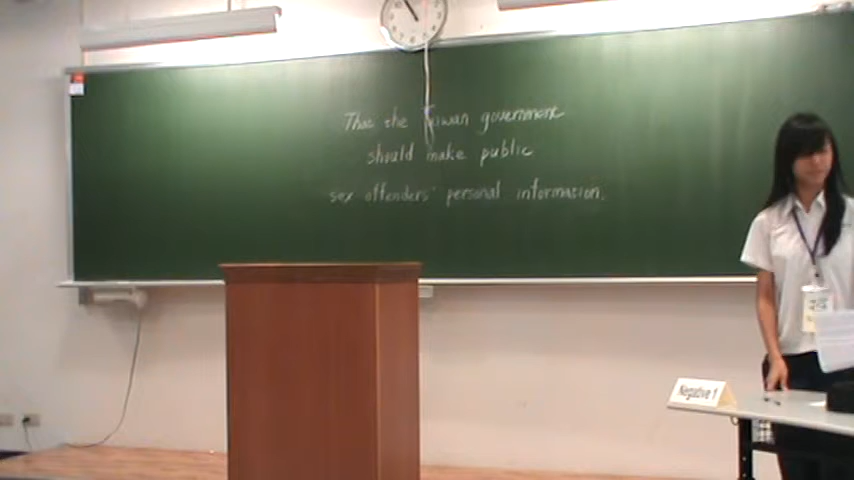 That the Taiwan government
should make public
sex offenders' personal information.
Negative 1